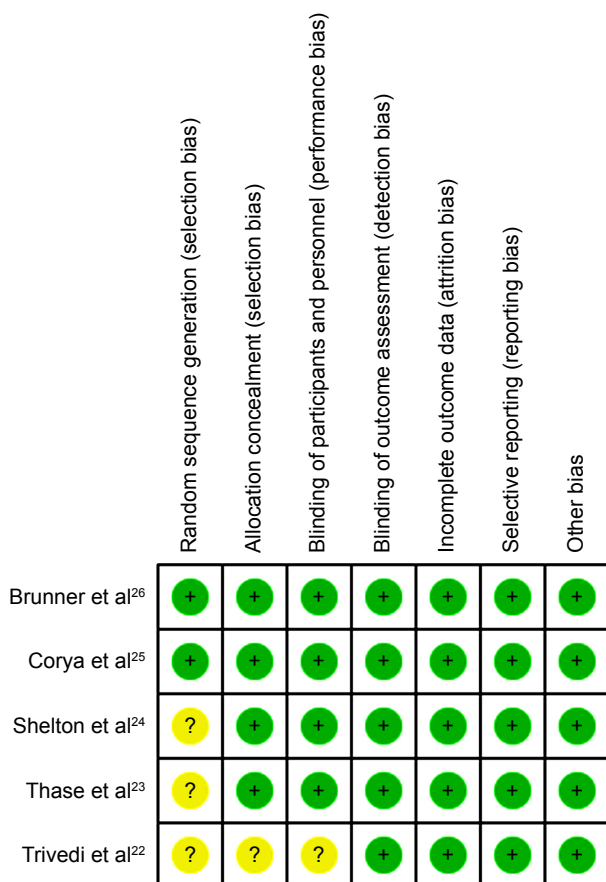 Random sequence generation (selection bias)
Allocation concealment (selection bias)
Blinding of participants and personnel (performance bias)
Blinding of outcome assessment (detection bias)
Incomplete outcome data (attrition bias)
Selective reporting (reporting bias)
Other bias
Brunner et al²⁶ + + + + + + +
Corya et al²⁵ + + + + + + +
Shelton et al²⁴ ? + + + + + +
Thase et al²³ ? + + + + + +
Trivedi et al²² ? ? ? + + + +